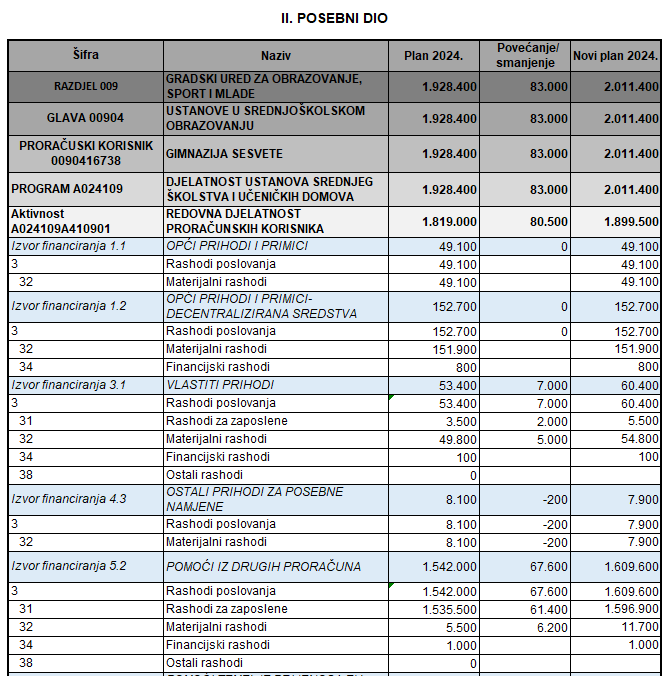 II. POSEBNI DIO
Šifra Naziv Plan 2024. Povećanje/ smanjenje Novi plan 2024.
RAZDJEL 009 GRADSKI URED ZA OBRAZOVANJE, SPORT I MLADE 1.928.400 83.000 2.011.400
GLAVA 00904 USTANOVE U SREDNJOŠKOLSKOM OBRAZOVANJU 1.928.400 83.000 2.011.400
PRORAČUSKI KORISNIK 0090416738 GIMNAZIJA SESVETE 1.928.400 83.000 2.011.400
PROGRAM A024109 DJELATNOST USTANOVA SREDNJEG ŠKOLSTVA I UČENIČKIH DOMOVA 1.928.400 83.000 2.011.400
Aktivnost A024109A410901 REDOVNA DJELATNOST PRORAČUNSKIH KORISNIKA 1.819.000 80.500 1.899.500
Izvor financiranja 1.1 OPĆI PRIHODI I PRIMICI 49.100 0 49.100
3 Rashodi poslovanja 49.100 49.100
32 Materijalni rashodi 49.100 49.100
Izvor financiranja 1.2 OPĆI PRIHODI I PRIMICI- DECENTRALIZIRANA SREDSTVA 152.700 0 152.700
3 Rashodi poslovanja 152.700 0 152.700
32 Materijalni rashodi 151.900 151.900
34 Financijski rashodi 800 800
Izvor financiranja 3.1 VLASTITI PRIHODI 53.400 7.000 60.400
3 Rashodi poslovanja 53.400 7.000 60.400
31 Rashodi za zaposlene 3.500 2.000 5.500
32 Materijalni rashodi 49.800 5.000 54.800
34 Financijski rashodi 100 100
38 Ostali rashodi 0
Izvor financiranja 4.3 OSTALI PRIHODI ZA POSEBNE NAMJENE 8.100 -200 7.900
3 Rashodi poslovanja 8.100 -200 7.900
32 Materijalni rashodi 8.100 -200 7.900
Izvor financiranja 5.2 POMOĆI IZ DRUGIH PRORAČUNA 1.542.000 67.600 1.609.600
3 Rashodi poslovanja 1.542.000 67.600 1.609.600
31 Rashodi za zaposlene 1.535.500 61.400 1.596.900
32 Materijalni rashodi 5.500 6.200 11.700
34 Financijski rashodi 1.000 1.000
38 Ostali rashodi 0